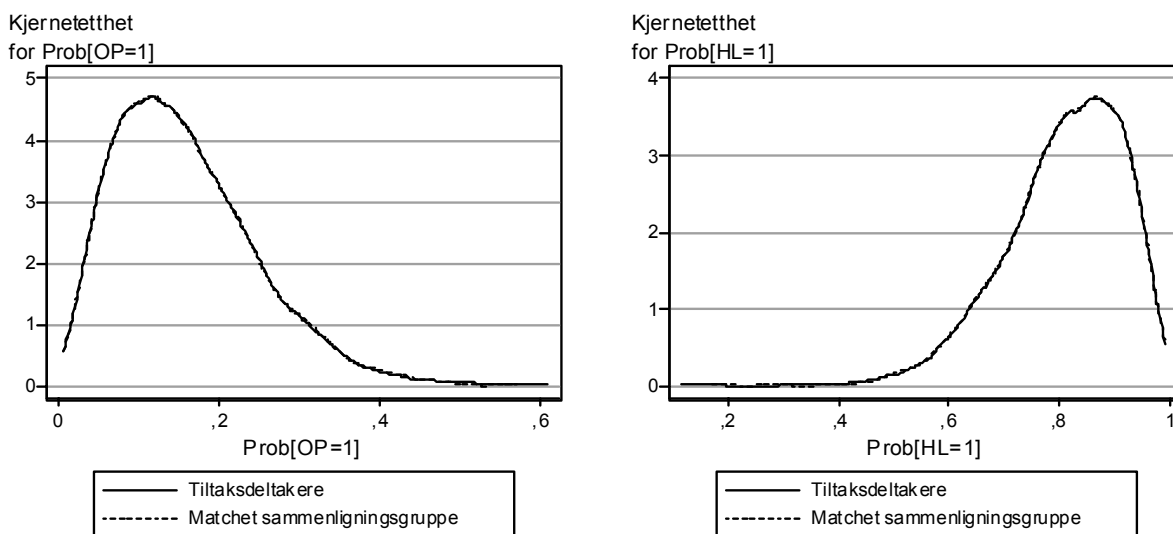 Kjernetetthet
for Prob[OP=1]
5
4
3
2
1
0
0 ,2 ,4 ,6
Prob[OP=1]
Tiltaksdeltakere
Matchet sammenligningsgruppe
Kjernetetthet
for Prob[HL=1]
4
3
2
1
0
,2 ,4 ,6 ,8 1
Prob[HL=1]
Tiltaksdeltakere
Matchet sammenligningsgruppe